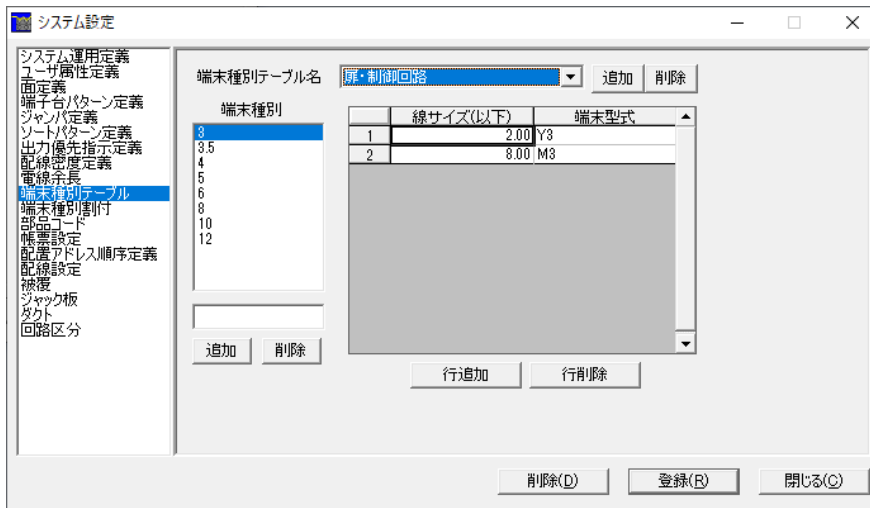 システム設定
システム運用定義
ユーザ属性定義
面定義
端子台パターン定義
ジャンパ定義
ソートパターン定義
出力優先指示定義
配線密度定義
電線余長
端末種別テーブル
端末種別割付
部品コード
帳票設定
配置アドレス順序定義
配線設定
被覆
ジャック板
ダクト
回路区分
端末種別テーブル名 扉・制御回路 追加 削除
端末種別
3
3.5
4
5
6
8
10
12
追加 削除
線サイズ(以下) 端末型式
1 2.00 Y3
2 8.00 M3
行追加 行削除
削除(D) 登録(R) 閉じる(C)